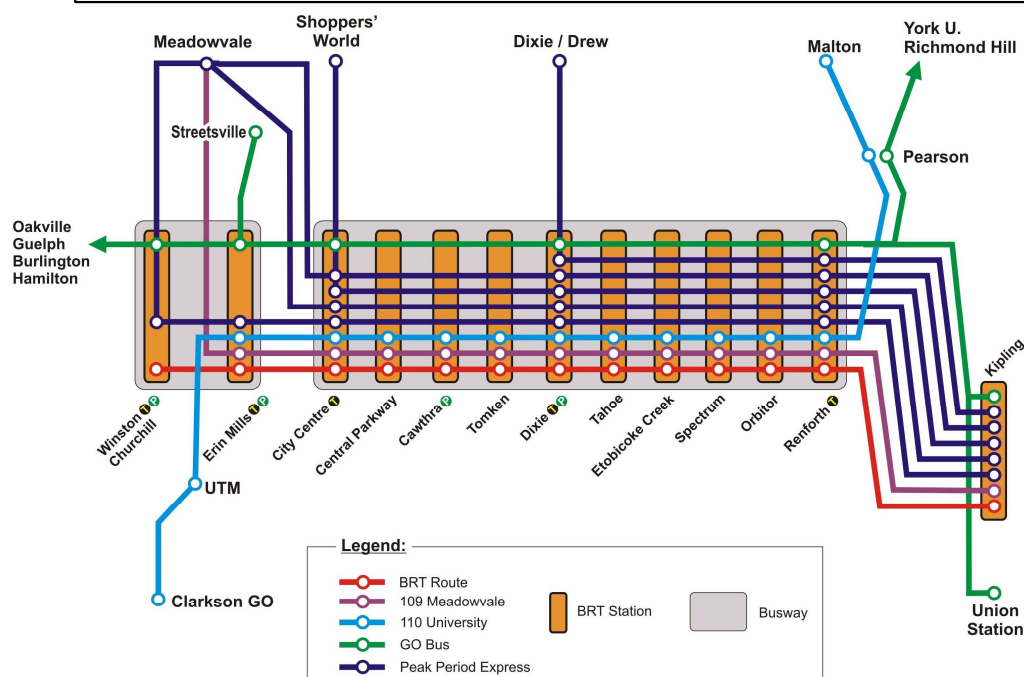 Meadowvale
Shoppers'
World
Dixie / Drew
Malton
York U.
Richmond Hill
Streetsville
Pearson
Oakville
Guelph
Burlington
Hamilton
Kipling
Winston T P
Churchill
Erin Mills T P
City Centre T
Central Parkway
Cawthra P
Tomken
Dixie T P
Tahoe
Etobicoke Creek
Spectrum
Orbitor
Renforth T
UTM
Clarkson GO
Union
Station
Legend:
BRT Route
109 Meadowvale
110 University
GO Bus
Peak Period Express
BRT Station
Busway